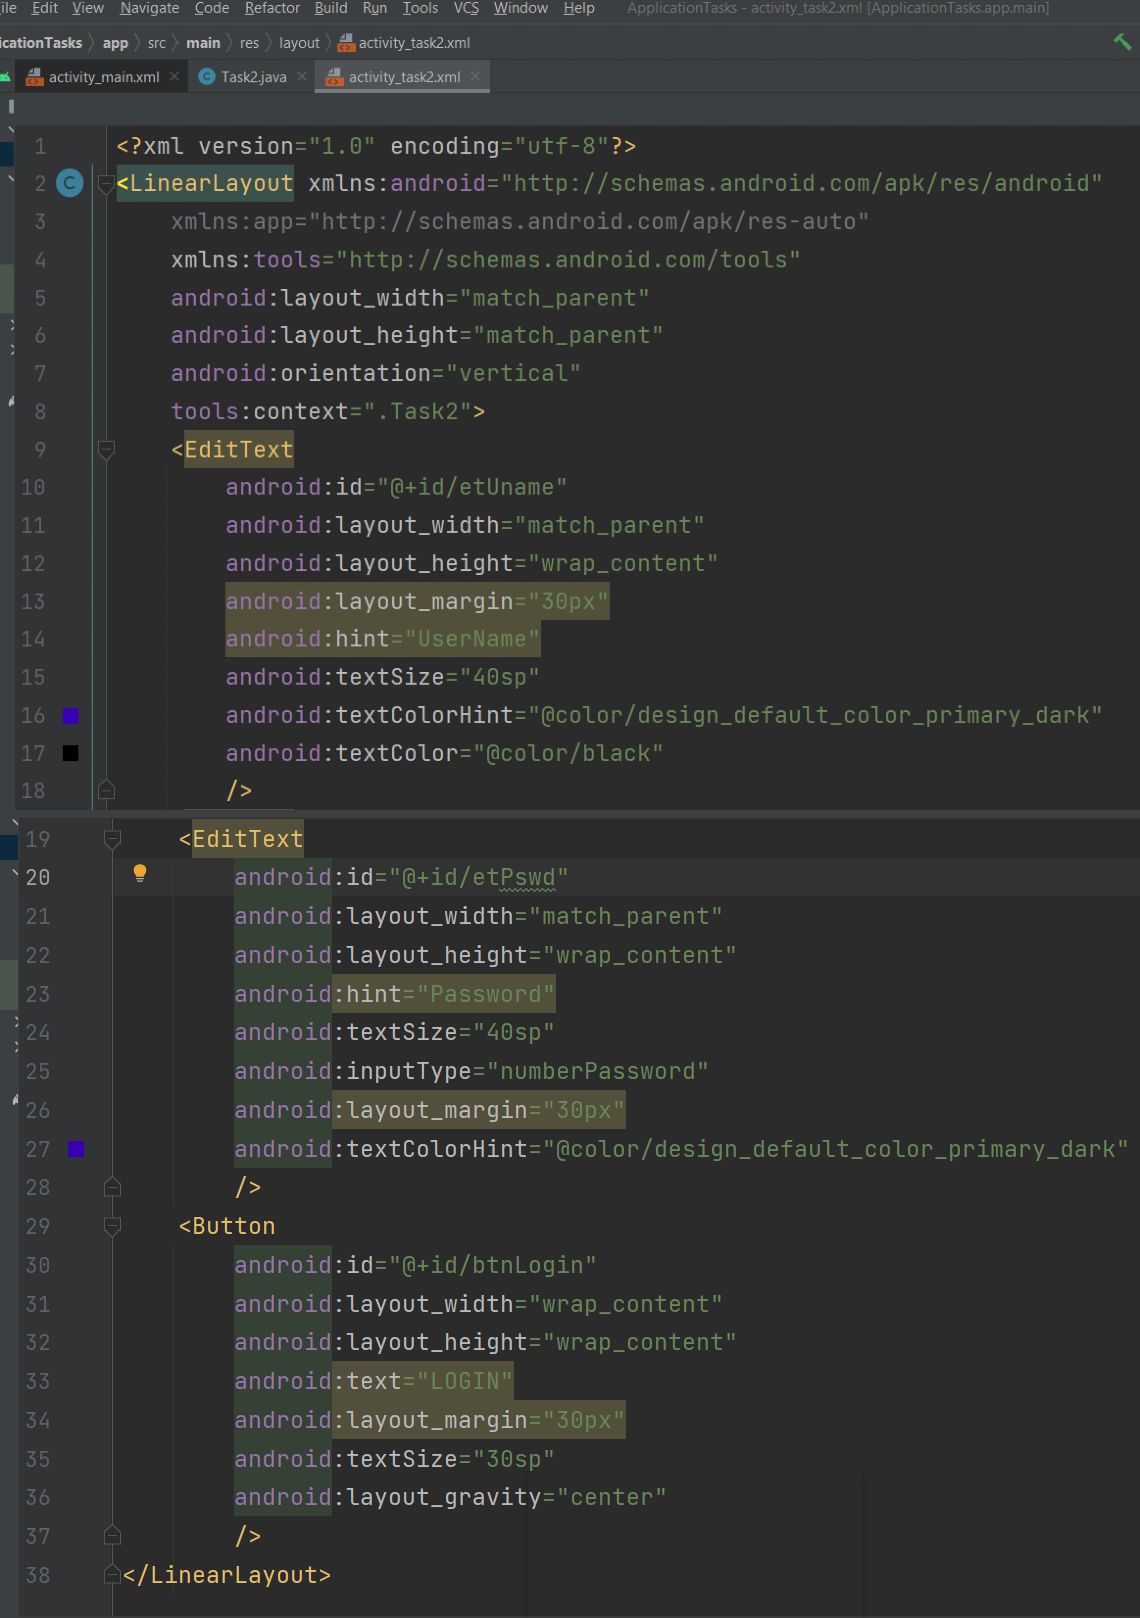 ile Edit View Navigate Code Refactor Build Run Tools VCS Window Help ApplicationTasks - activity_task2.xml [ApplicationTasks.app.main]
icationTasks app src main res layout activity_task2.xml
activity_main.xml Task2.java activity_task2.xml
1 <?xml version="1.0" encoding="utf-8"?>
2 <LinearLayout xmlns:android="http://schemas.android.com/apk/res/android"
3 xmlns:app="http://schemas.android.com/apk/res-auto"
4 xmlns:tools="http://schemas.android.com/tools"
5 android:layout_width="match_parent"
6 android:layout_height="match_parent"
7 android:orientation="vertical"
8 tools:context=".Task2">
9 <EditText
10 android:id="@+id/etUname"
11 android:layout_width="match_parent"
12 android:layout_height="wrap_content"
13 android:layout_margin="30px"
14 android:hint="UserName"
15 android:textSize="40sp"
16 android:textColorHint="@color/design_default_color_primary_dark"
17 android:textColor="@color/black"
18 />
19 <EditText
20 android:id="@+id/etPswd"
21 android:layout_width="match_parent"
22 android:layout_height="wrap_content"
23 android:hint="Password"
24 android:textSize="40sp"
25 android:inputType="numberPassword"
26 android:layout_margin="30px"
27 android:textColorHint="@color/design_default_color_primary_dark"
28 />
29 <Button
30 android:id="@+id/btnLogin"
31 android:layout_width="wrap_content"
32 android:layout_height="wrap_content"
33 android:text="LOGIN"
34 android:layout_margin="30px"
35 android:textSize="30sp"
36 android:layout_gravity="center"
37 />
38 </LinearLayout>